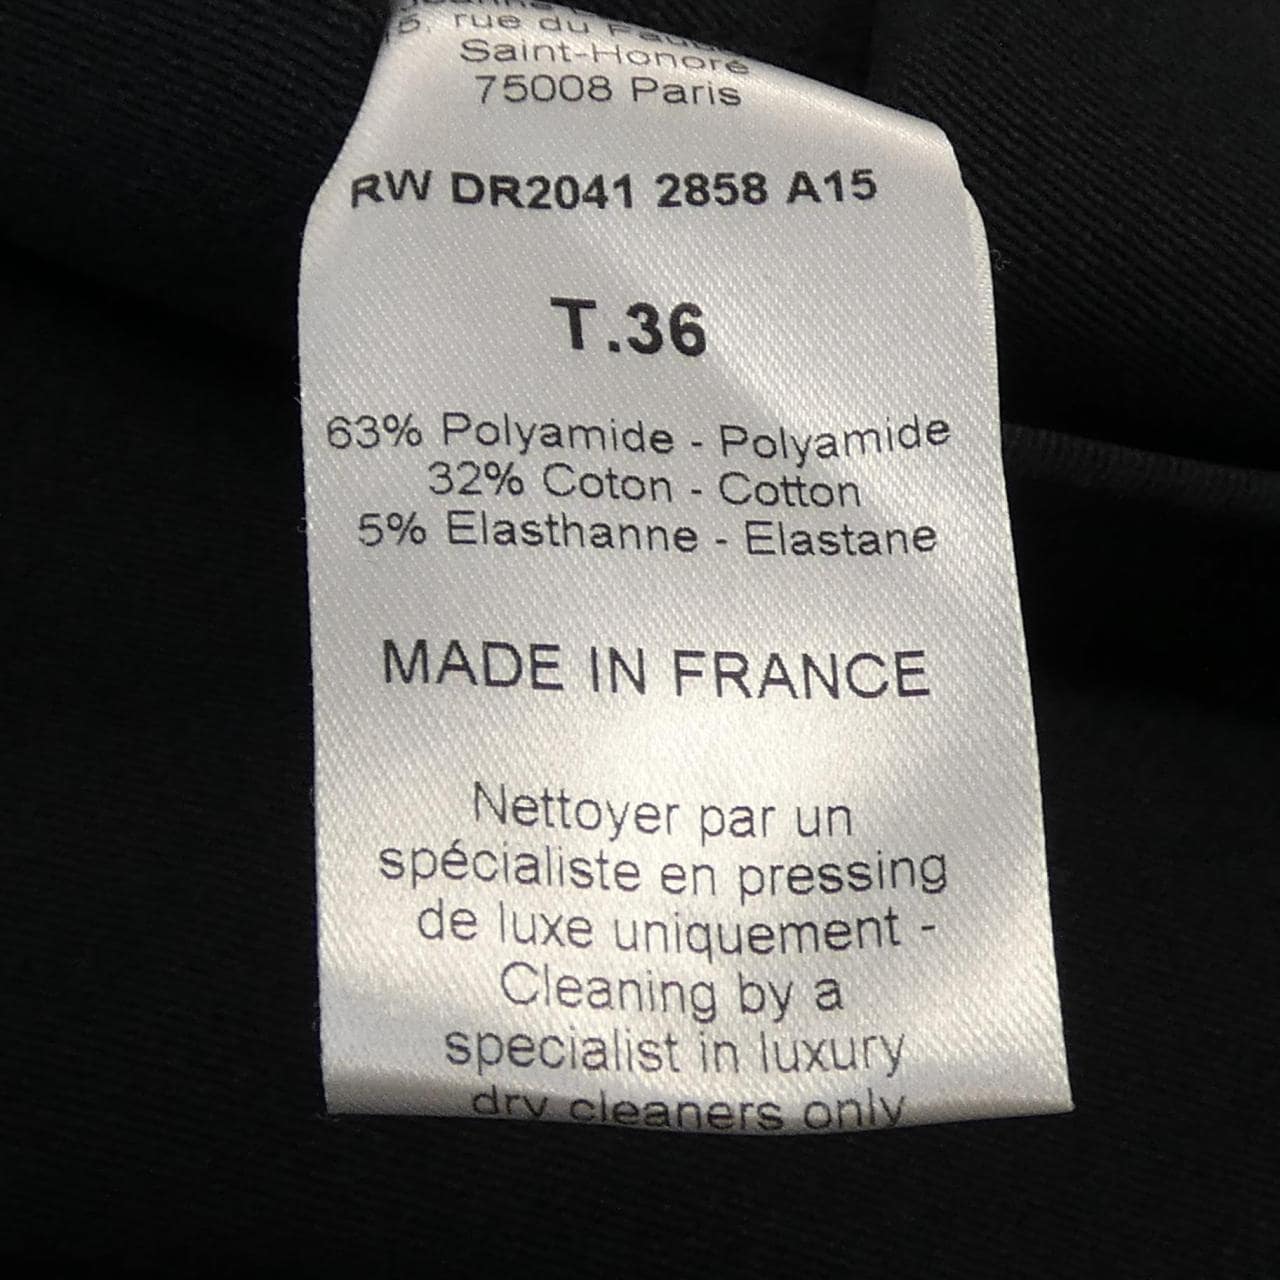 rue du
Saint-Honoré
75008 Paris
RW DR2041 2858 A15
T.36
63% Polyamide - Polyamide
32% Coton - Cotton
5% Elasthanne - Elastane
MADE IN FRANCE
Nettoyer par un
spécialiste en pressing
de luxe uniquement -
Cleaning by a
specialist in luxury
dry cleaners only